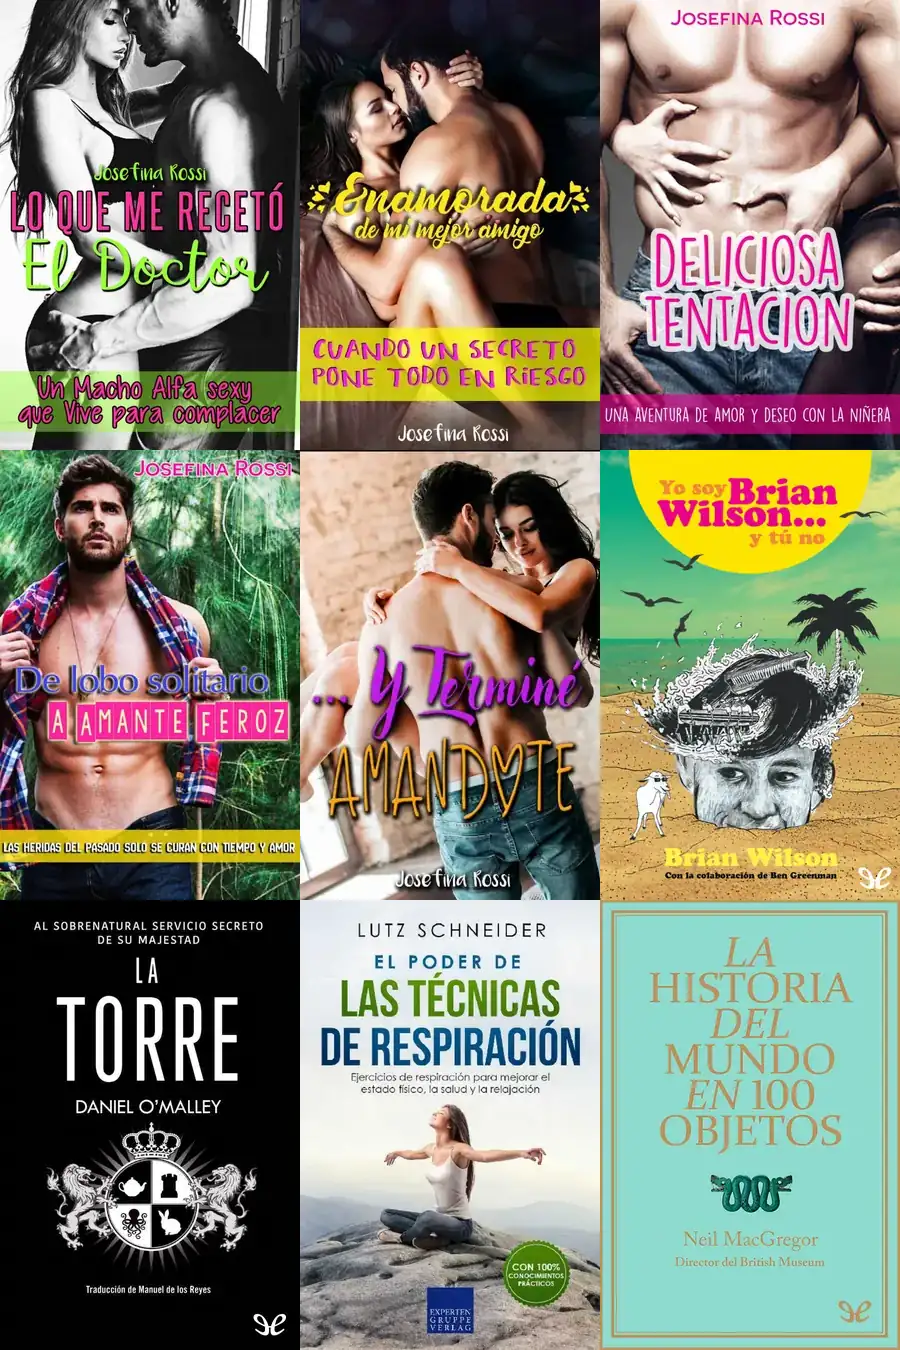 Josefina Rossi
LO QUE ME RECETÓ
El Doctor
Un Macho Alfa sexy
que Vive para complacer
Enamorada
de mi mejor amigo
CUANDO UN SECRETO
PONE TODO EN RIESGO
Josefina Rossi
JOSEFINA ROSSI
DELICIOSA
TENTACION
UNA AVENTURA DE AMOR Y DESEO CON LA NIÑERA
JOSEFINA ROSSI
De lobo solitario
A AMANTE FEROZ
LAS HERIDAS DEL PASADO SOLO SE CURAN CON TIEMPO Y AMOR
... Y Terminé
AMANDOTE
Josefina Rossi
Yo soy Brian
Wilson...
y tú no
Brian Wilson
Con la colaboración de Ben Greenman
AL SOBRENATURAL SERVICIO SECRETO
DE SU MAJESTAD
LA
TORRE
DANIEL O'MALLEY
Traducción de Manuel de los Reyes
LUTZ SCHNEIDER
EL PODER DE
LAS TÉCNICAS
DE RESPIRACIÓN
Ejercicios de respiración para mejorar el
estado físico, la salud y la relajación
CON 100%
CONOCIMIENTOS
PRÁCTICOS
EXPERTEN
GRUPPE
VERLAG
LA
HISTORIA
DEL
MUNDO
EN 100
OBJETOS
Neil MacGregor
Director del British Museum